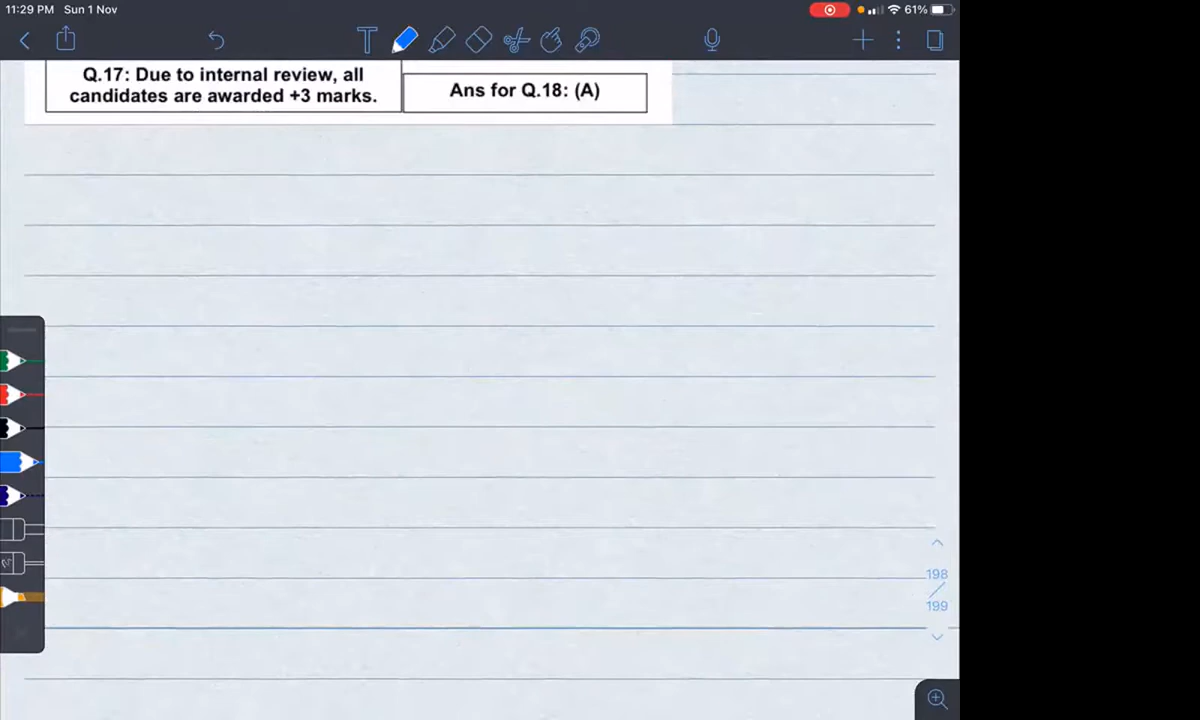 11:29 PM Sun 1 Nov
61%
T
Q.17: Due to internal review, all
candidates are awarded +3 marks.
Ans for Q.18: (A)
198
199